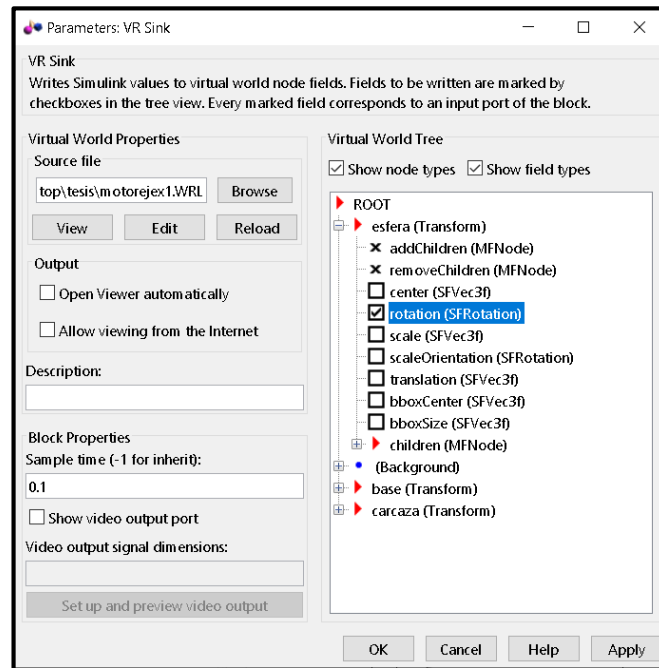 Parameters: VR Sink
VR Sink
Writes Simulink values to virtual world node fields. Fields to be written are marked by
checkboxes in the tree view. Every marked field corresponds to an input port of the block.
Virtual World Properties
Source file
top\tesis\motorejex1.WRL
Browse
View
Edit
Reload
Output
Open Viewer automatically
Allow viewing from the Internet
Description:
Block Properties
Sample time (-1 for inherit):
0.1
Show video output port
Video output signal dimensions:
Set up and preview video output
Virtual World Tree
Show node types
Show field types
ROOT
esfera (Transform)
addChildren (MFNode)
removeChildren (MFNode)
center (SFVec3f)
rotation (SFRotation)
scale (SFVec3f)
scaleOrientation (SFRotation)
translation (SFVec3f)
bboxCenter (SFVec3f)
bboxSize (SFVec3f)
children (MFNode)
(Background)
base (Transform)
carcaza (Transform)
OK
Cancel
Help
Apply